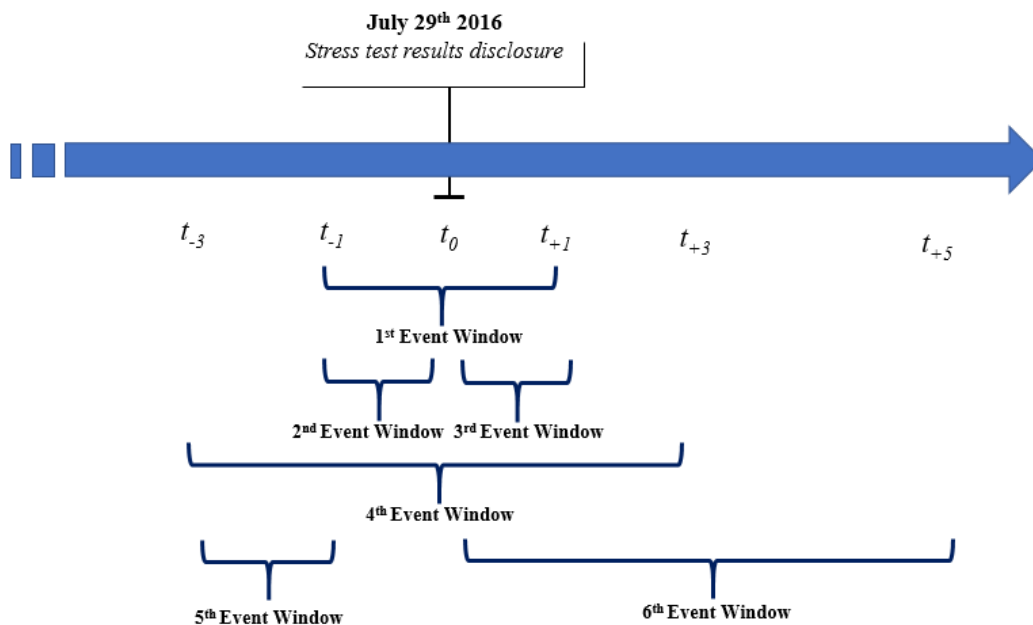 July 29th 2016
Stress test results disclosure
t-3 t-1 t0 t+1 t+3 t+5
1st Event Window
2nd Event Window 3rd Event Window
4th Event Window
5th Event Window 6th Event Window